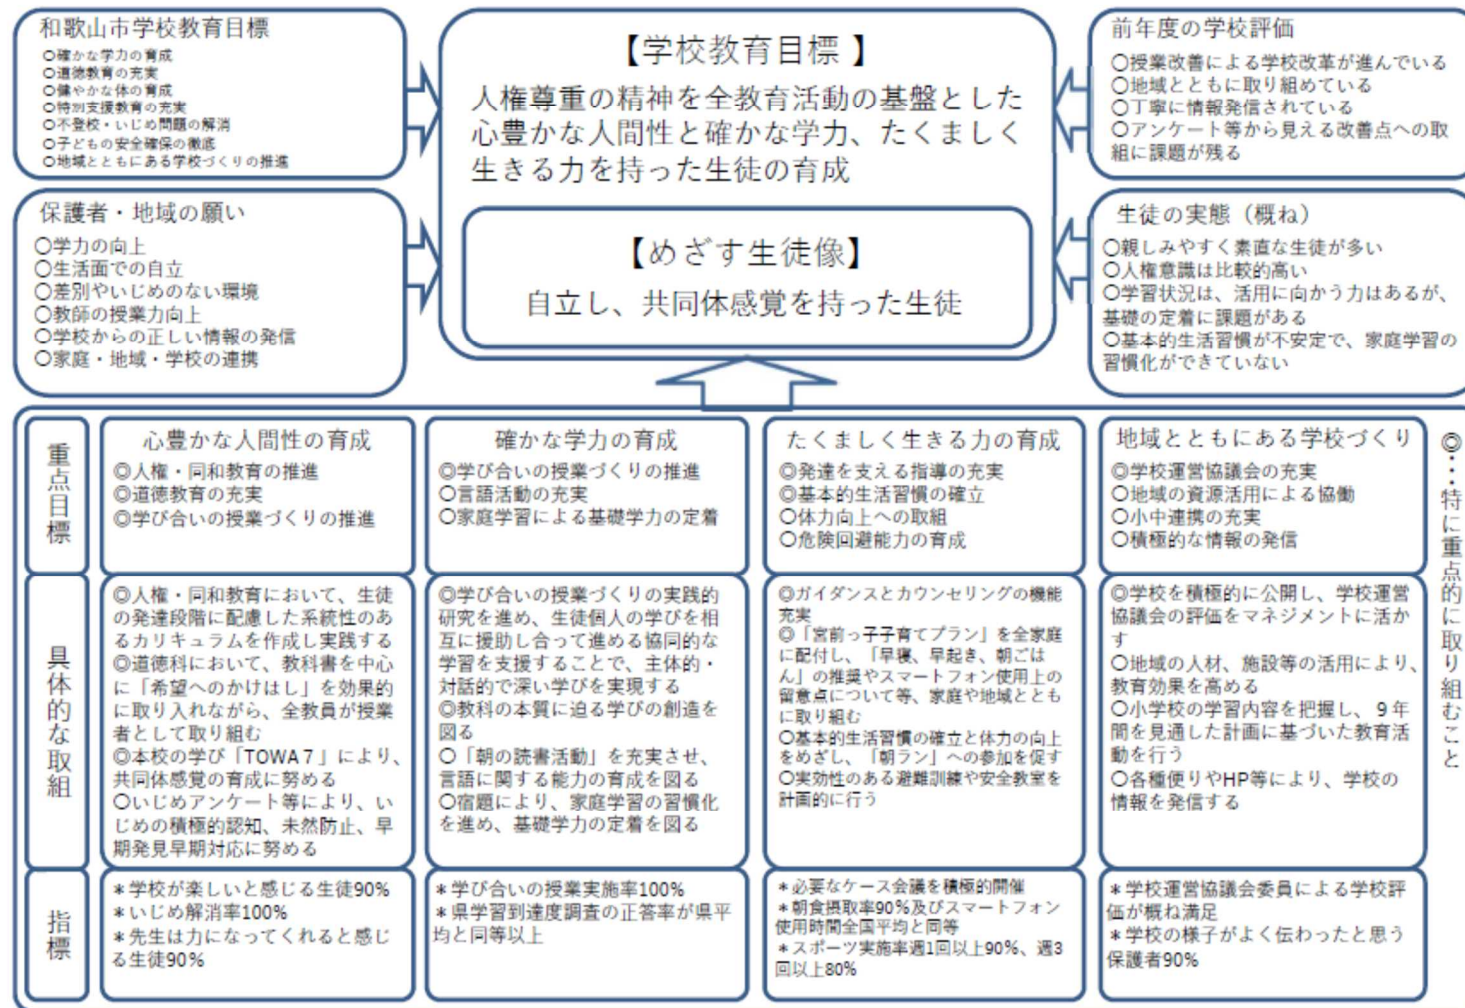 和歌山市学校教育目標
○確かな学力の育成
○道徳教育の充実
○健やかな体の育成
○特別支援教育の充実
○不登校・いじめ問題の解消
○子どもの安全確保の徹底
○地域とともにある学校づくりの推進
保護者・地域の願い
○学力の向上
○生活面での自立
○差別やいじめのない環境
○教師の授業力向上
○学校からの正しい情報の発信
○家庭・地域・学校の連携
【学校教育目標 】
人権尊重の精神を全教育活動の基盤とした
心豊かな人間性と確かな学力、たくましく
生きる力を持った生徒の育成
【めざす生徒像】
自立し、共同体感覚を持った生徒
前年度の学校評価
○授業改善による学校改革が進んでいる
○地域とともに取り組めている
○丁寧に情報発信されている
○アンケート等から見える改善点への取
組に課題が残る
生徒の実態（概ね）
○親しみやすく素直な生徒が多い
○人権意識は比較的高い
○学習状況は、活用に向かう力はあるが、
基礎の定着に課題がある
○基本的生活習慣が不安定で、家庭学習の
習慣化ができていない
重点目標
心豊かな人間性の育成
◎人権・同和教育の推進
◎道徳教育の充実
◎学び合いの授業づくりの推進
確かな学力の育成
◎学び合いの授業づくりの推進
○言語活動の充実
○家庭学習による基礎学力の定着
たくましく生きる力の育成
◎発達を支える指導の充実
◎基本的生活習慣の確立
○体力向上への取組
○危険回避能力の育成
地域とともにある学校づくり
◎学校運営協議会の充実
○地域の資源活用による協働
○小中連携の充実
○積極的な情報の発信
具体的な取組
◎人権・同和教育において、生徒
の発達段階に配慮した系統性のあ
るカリキュラムを作成し実践する
◎道徳科において、教科書を中心
に「希望へのかけはし」を効果的
に取り入れながら、全教員が授業
者として取り組む
◎本校の学び「TOWA７」により、
共同体感覚の育成に努める
○いじめアンケート等により、い
じめの積極的認知、未然防止、早
期発見早期対応に努める
◎学び合いの授業づくりの実践的
研究を進め、生徒個人の学びを相
互に援助し合って進める協同的な
学習を支援することで、主体的・
対話的で深い学びを実現する
◎教科の本質に迫る学びの創造を
図る
○「朝の読書活動」を充実させ、
言語に関する能力の育成を図る
○宿題により、家庭学習の習慣化
を進め、基礎学力の定着を図る
◎ガイダンスとカウンセリングの機能
充実
◎「宮前っ子子育てプラン」を全家庭
に配付し、「早寝、早起き、朝ごは
ん」の推奨やスマートフォン使用上の
留意点について等、家庭や地域ととも
に取り組む
○基本的生活習慣の確立と体力の向上
をめざし、「朝ラン」への参加を促す
○実効性のある避難訓練や安全教室を
計画的に行う
◎学校を積極的に公開し、学校運営
協議会の評価をマネジメントに活か
す
○地域の人材、施設等の活用により、
教育効果を高める
○小学校の学習内容を把握し、９年
間を見通した計画に基づいた教育活
動を行う
○各種便りやHP等により、学校の
情報を発信する
指標
＊学校が楽しいと感じる生徒90%
＊いじめ解消率100%
＊先生は力になってくれると感じ
る生徒90%
＊学び合いの授業実施率100%
＊県学習到達度調査の正答率が県平
均と同等以上
＊必要なケース会議を積極的開催
＊朝食摂取率90%及びスマートフォン
使用時間全国平均と同等
＊スポーツ実施率週1回以上90%、週3
回以上80%
＊学校運営協議会委員による学校評
価が概ね満足
＊学校の様子がよく伝わったと思う
保護者90%
◎・・・特に重点的に取り組むこと